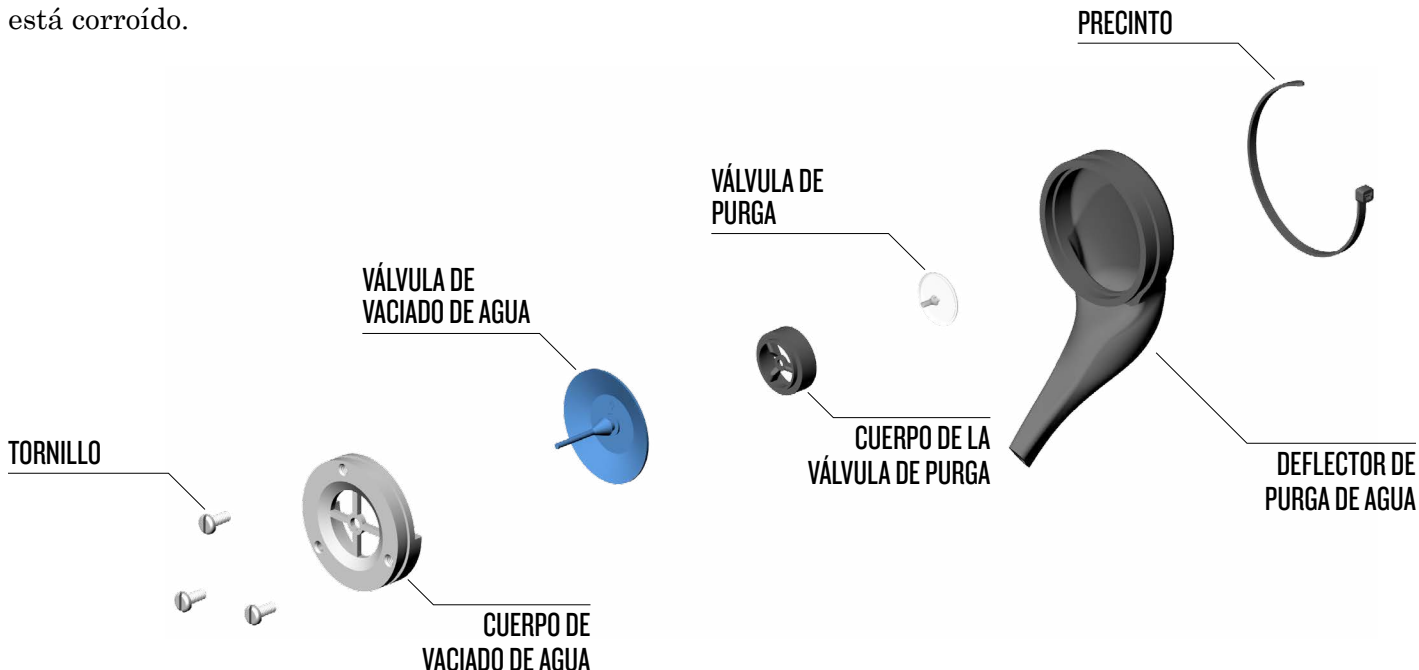 está corroído.
PRECINTO
VÁLVULA DE
PURGA
VÁLVULA DE
VACIADO DE AGUA
CUERPO DE LA
VÁLVULA DE PURGA
TORNILLO
DEFLECTOR DE
PURGA DE AGUA
CUERPO DE
VACIADO DE AGUA